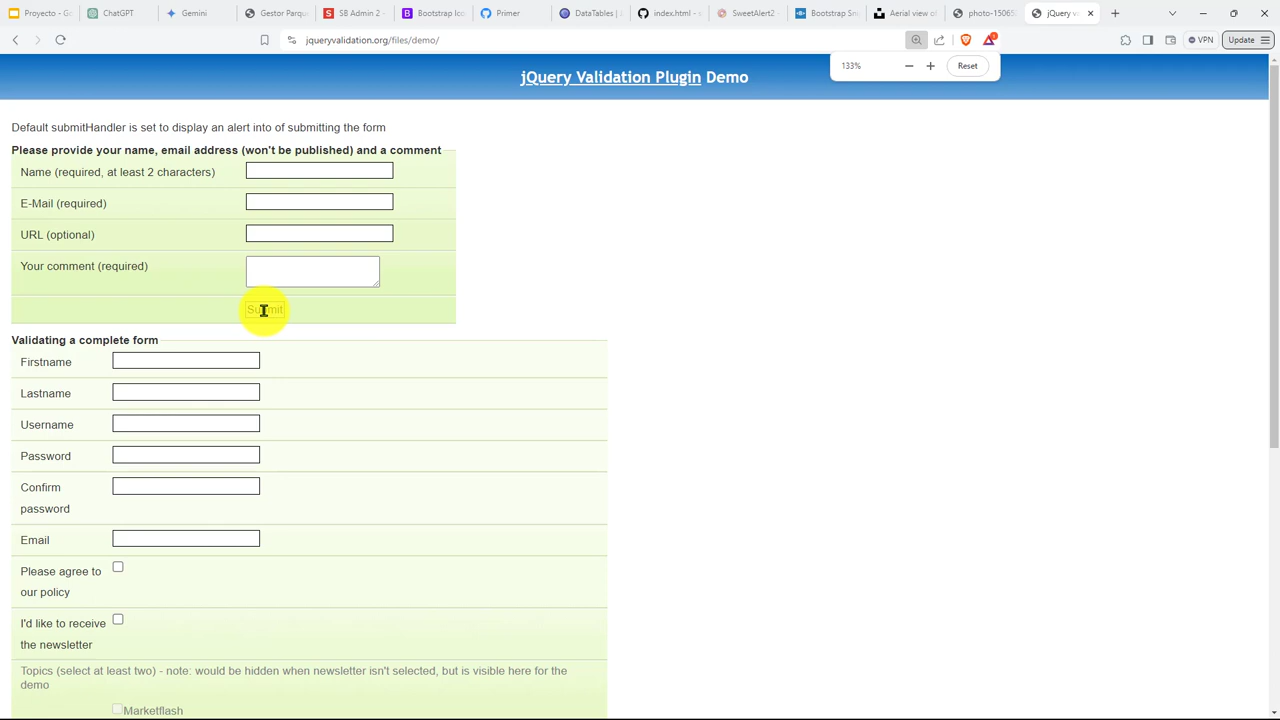 Proyecto - G
ChatGPT
Gemini
Gestor Parqu
SB Admin 2 -
Bootstrap Ico
Primer
DataTables |
index.html -
SweetAlert2
Bootstrap Sni
Aerial view of
photo-15065
jQuery va
jqueryvalidation.org/files/demo/
VPN
Update
133%
Reset
jQuery Validation Plugin Demo
Default submitHandler is set to display an alert into of submitting the form
Please provide your name, email address (won't be published) and a comment
Name (required, at least 2 characters)
E-Mail (required)
URL (optional)
Your comment (required)
Submit
Validating a complete form
Firstname
Lastname
Username
Password
Confirm
password
Email
Please agree to
our policy
I'd like to receive
the newsletter
Topics (select at least two) - note: would be hidden when newsletter isn't selected, but is visible here for the
demo
Marketflash